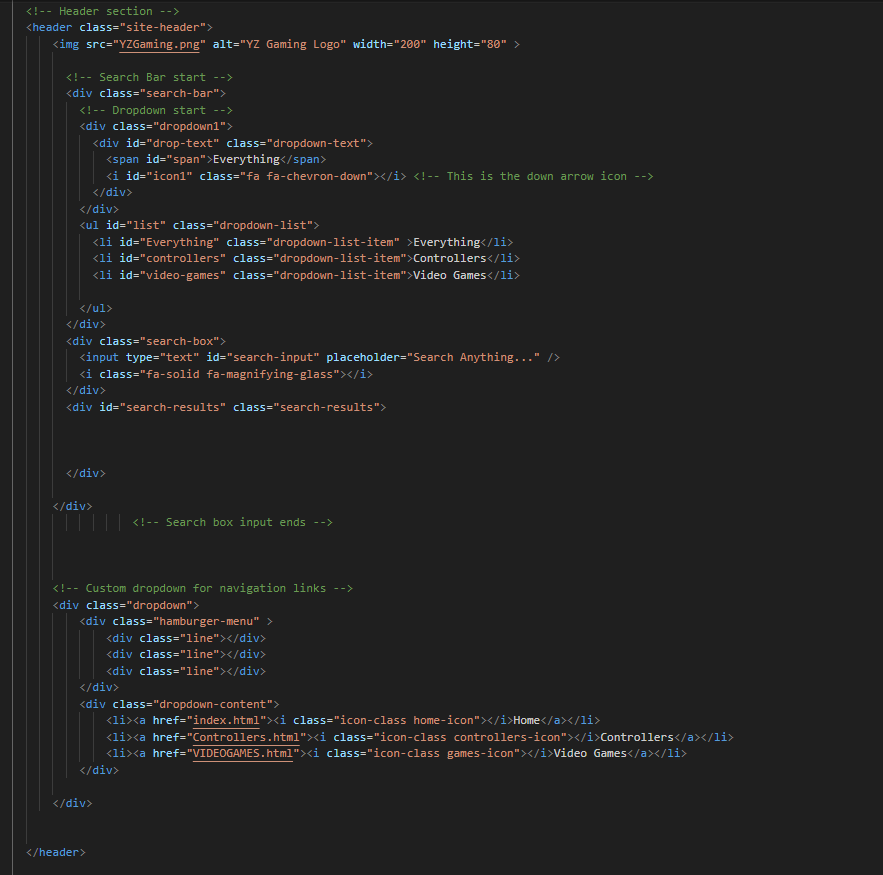 <!-- Header section -->
<header class="site-header">
<img src="YZGaming.png" alt="YZ Gaming Logo" width="200" height="80" >
<!-- Search Bar start -->
<div class="search-bar">
<!-- Dropdown start -->
<div class="dropdown1">
<div id="drop-text" class="dropdown-text">
<span id="span">Everything</span>
<i id="icon1" class="fa fa-chevron-down"></i> <!-- This is the down arrow icon -->
</div>
</div>
<ul id="list" class="dropdown-list">
<li id="Everything" class="dropdown-list-item" >Everything</li>
<li id="controllers" class="dropdown-list-item">Controllers</li>
<li id="video-games" class="dropdown-list-item">Video Games</li>
</ul>
</div>
<div class="search-box">
<input type="text" id="search-input" placeholder="Search Anything..." />
<i class="fa-solid fa-magnifying-glass"></i>
</div>
<div id="search-results" class="search-results">
</div>
</div>
<!-- Search box input ends -->
<!-- Custom dropdown for navigation links -->
<div class="dropdown">
<div class="hamburger-menu" >
<div class="line"></div>
<div class="line"></div>
<div class="line"></div>
</div>
<div class="dropdown-content">
<li><a href="index.html"><i class="icon-class home-icon"></i>Home</a></li>
<li><a href="Controllers.html"><i class="icon-class controllers-icon"></i>Controllers</a></li>
<li><a href="VIDEOGAMES.html"><i class="icon-class games-icon"></i>Video Games</a></li>
</div>
</div>
</header>